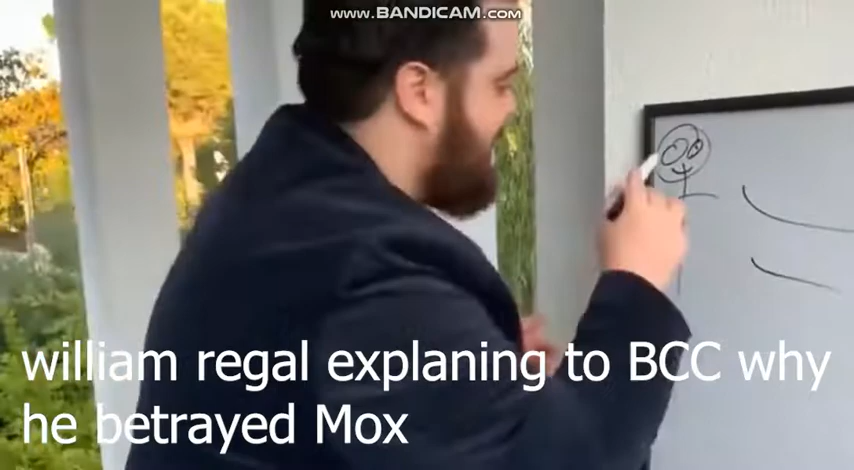 www.BANDICAM.com
william regal explaning to BCC why
he betrayed Mox